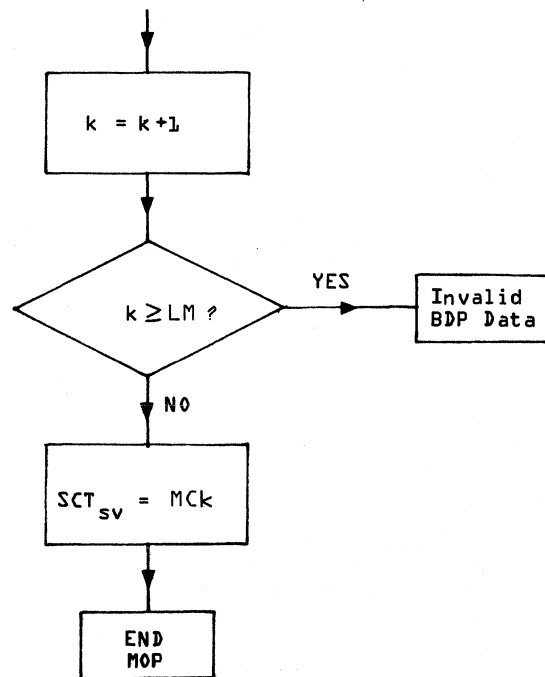 k = k+1
k ≥ LM ?
YES
Invalid
BDP Data
NO
SCT_sv = MCk
END
MOP